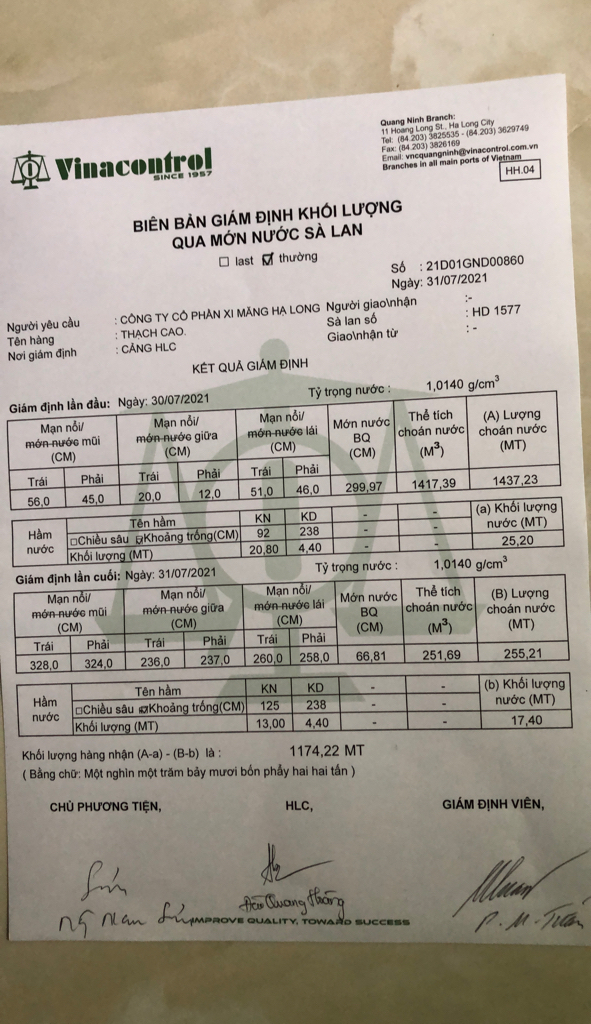 Vinacontrol
SINCE 1957
Quang Ninh Branch:
11 Hoang Long St., Ha Long City
Tel: (84.203) 3825535 - (84.203) 3629749
Fax: (84.203) 3826169
Email: vncquangninh@vinacontrol.com.vn
Branches in all main ports of Vietnam
HH.04
BIÊN BẢN GIÁM ĐỊNH KHỐI LƯỢNG
QUA MỚN NƯỚC SÀ LAN
☐ last ☑ thường
Số : 21D01GND00860
Ngày: 31/07/2021
Người yêu cầu : CÔNG TY CỔ PHẦN XI MĂNG HẠ LONG Người giao\nhận :-
Tên hàng : THẠCH CAO. Sà lan số : HD 1577
Nơi giám định : CẢNG HLC Giao\nhận từ : -
KẾT QUẢ GIÁM ĐỊNH
Giám định lần đầu: Ngày: 30/07/2021 Tỷ trọng nước : 1,0140 g/cm³
Mạn nổi/ mớn nước mũi (CM) Mạn nổi/ mớn nước giữa (CM) Mạn nổi/ mớn nước lái (CM) Mớn nước BQ (CM) Thể tích choán nước (M³) (A) Lượng choán nước (MT)
Trái Phải Trái Phải Trái Phải
56,0 45,0 20,0 12,0 51,0 46,0 299,97 1417,39 1437,23
Hầm nước Tên hầm KN KD - - (a) Khối lượng nước (MT)
☐Chiều sâu ☑Khoảng trống(CM) 92 238 - -
Khối lượng (MT) 20,80 4,40 - - 25,20
Giám định lần cuối: Ngày: 31/07/2021 Tỷ trọng nước : 1,0140 g/cm³
Mạn nổi/ mớn nước mũi (CM) Mạn nổi/ mớn nước giữa (CM) Mạn nổi/ mớn nước lái (CM) Mớn nước BQ (CM) Thể tích choán nước (M³) (B) Lượng choán nước (MT)
Trái Phải Trái Phải Trái Phải
328,0 324,0 236,0 237,0 260,0 258,0 66,81 251,69 255,21
Hầm nước Tên hầm KN KD - - (b) Khối lượng nước (MT)
☐Chiều sâu ☑Khoảng trống(CM) 125 238 - -
Khối lượng (MT) 13,00 4,40 - - 17,40
Khối lượng hàng nhận (A-a) - (B-b) là : 1174,22 MT
( Bằng chữ: Một nghìn một trăm bảy mươi bốn phẩy hai hai tấn )
CHỦ PHƯƠNG TIỆN, HLC, GIÁM ĐỊNH VIÊN,
Đào Quang Thắng
P. M. Tuấn
IMPROVE QUALITY, TOWARD SUCCESS